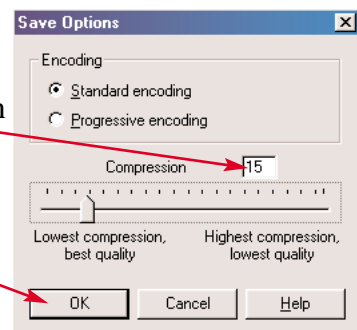 Save Options
Encoding
Standard encoding
Progressive encoding
Compression 15
Lowest compression, Highest compression,
best quality lowest quality
OK Cancel Help